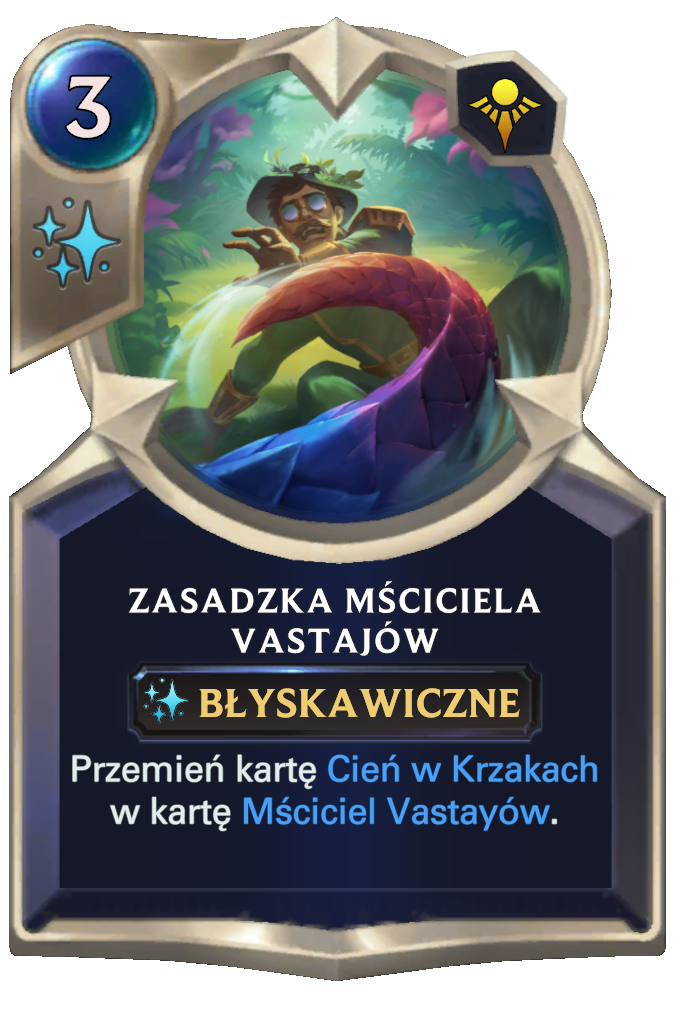 3
ZASADZKA MŚCICIELA
VASTAJÓW
BŁYSKAWICZNE
Przemień kartę Cień w Krzakach
w kartę Mściciel Vastayów.